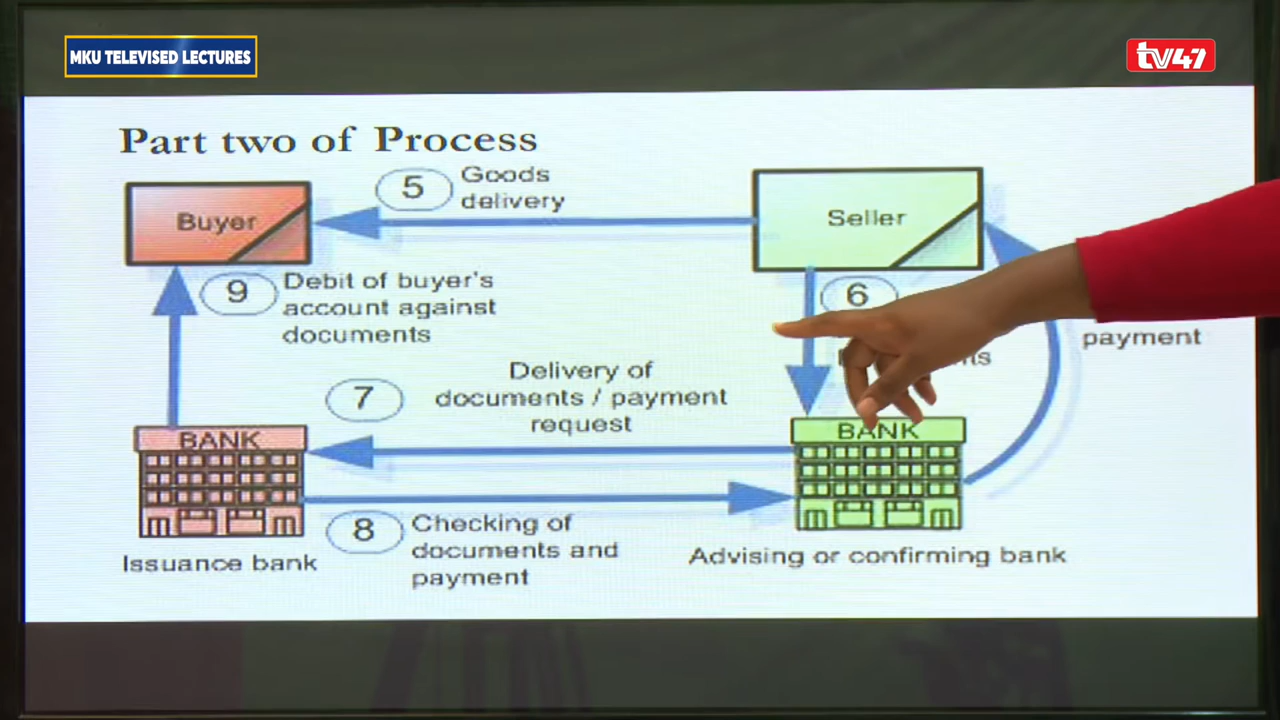 MKU TELEVISED LECTURES
tv47
Part two of Process
5
Goods
delivery
Buyer
Seller
9
Debit of buyer's
account against
documents
6
payment
7
Delivery of
documents / payment
request
BANK
BANK
8
Checking of
documents and
payment
Issuance bank
Advising or confirming bank